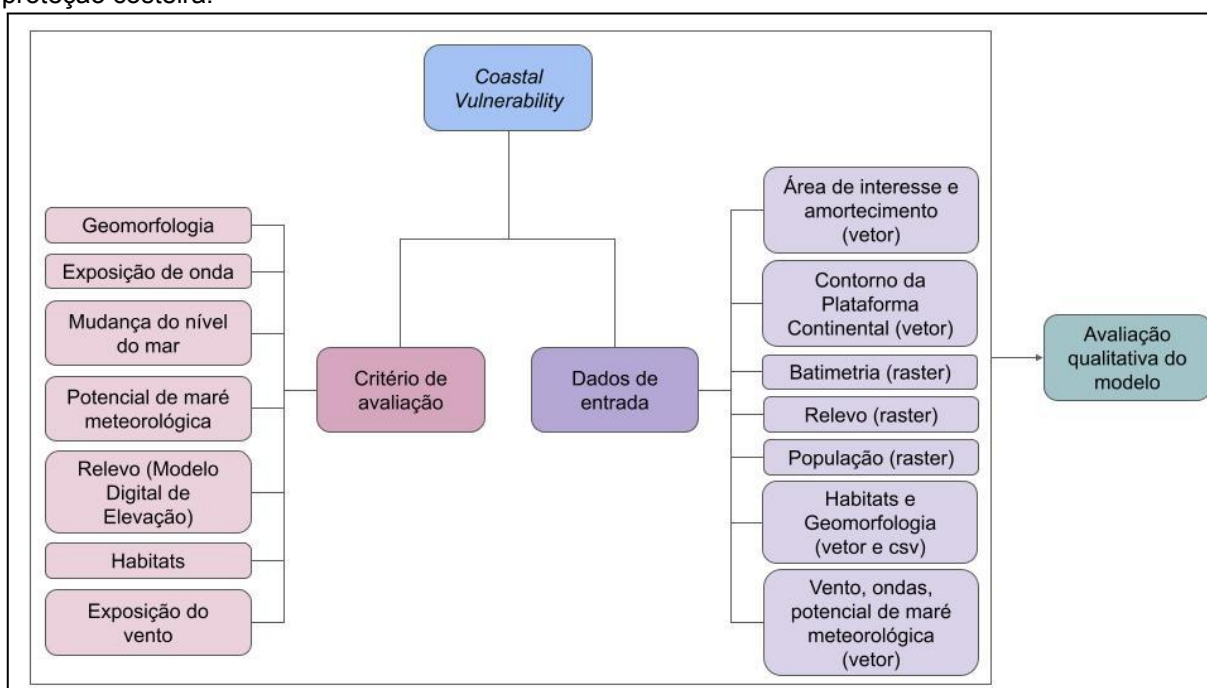 proteção costeira.
Coastal
Vulnerability
Geomorfologia
Exposição de onda
Mudança do nível
do mar
Potencial de maré
meteorológica
Relevo (Modelo
Digital de
Elevação)
Habitats
Exposição do
vento
Critério de
avaliação
Dados de
entrada
Área de interesse e
amortecimento
(vetor)
Contorno da
Plataforma
Continental (vetor)
Batimetria (raster)
Relevo (raster)
População (raster)
Habitats e
Geomorfologia
(vetor e csv)
Vento, ondas,
potencial de maré
meteorológica
(vetor)
Avaliação
qualitativa do
modelo